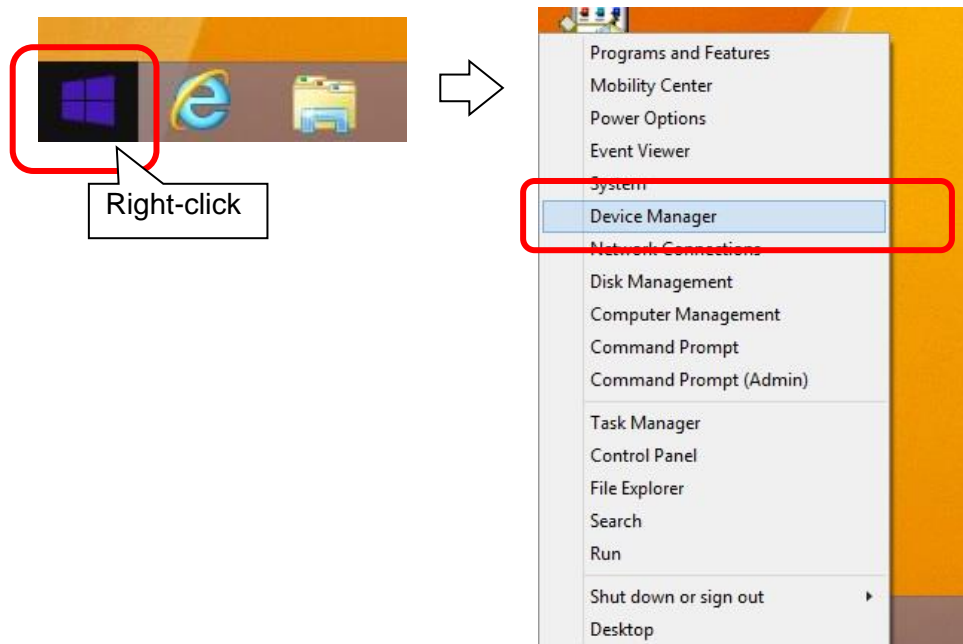 Right-click
Programs and Features
Mobility Center
Power Options
Event Viewer
System
Device Manager
Network Connections
Disk Management
Computer Management
Command Prompt
Command Prompt (Admin)
Task Manager
Control Panel
File Explorer
Search
Run
Shut down or sign out
Desktop